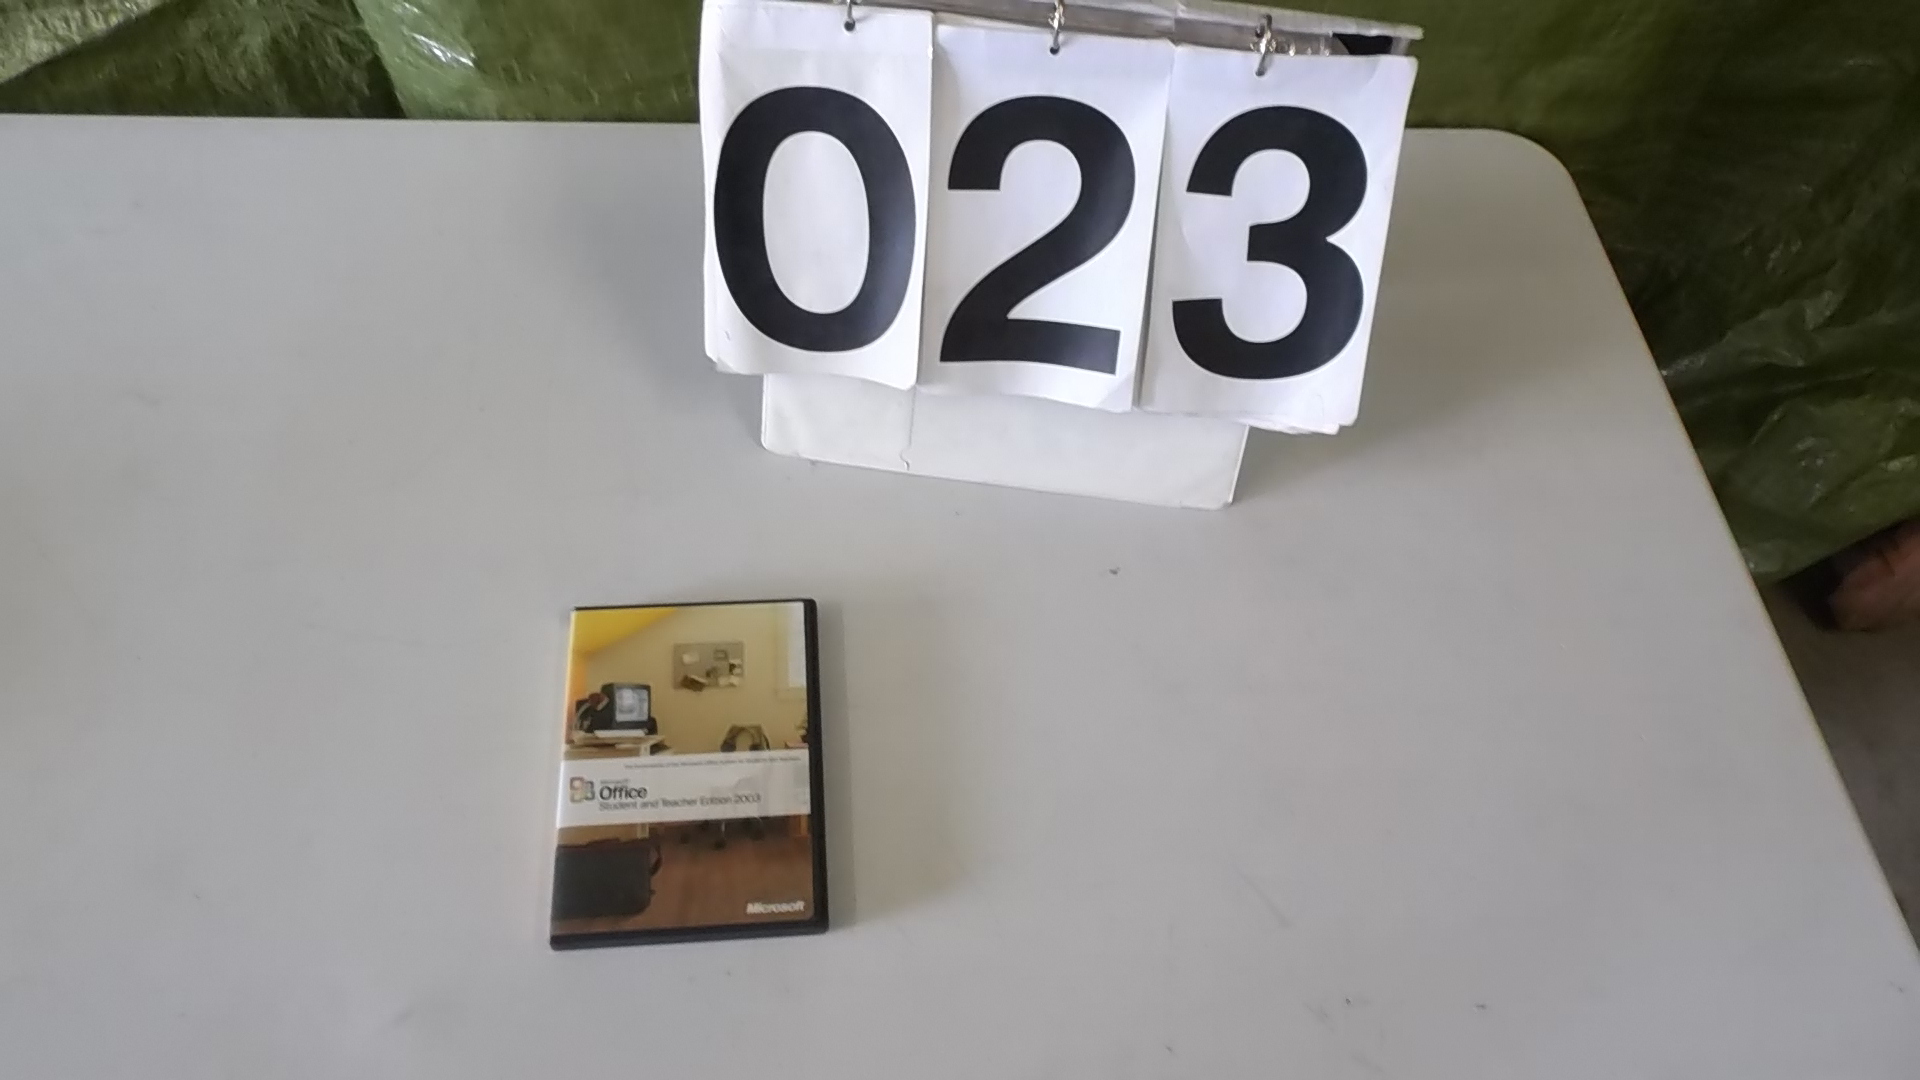 023
Microsoft
Office
Student and Teacher Edition 2003
Microsoft